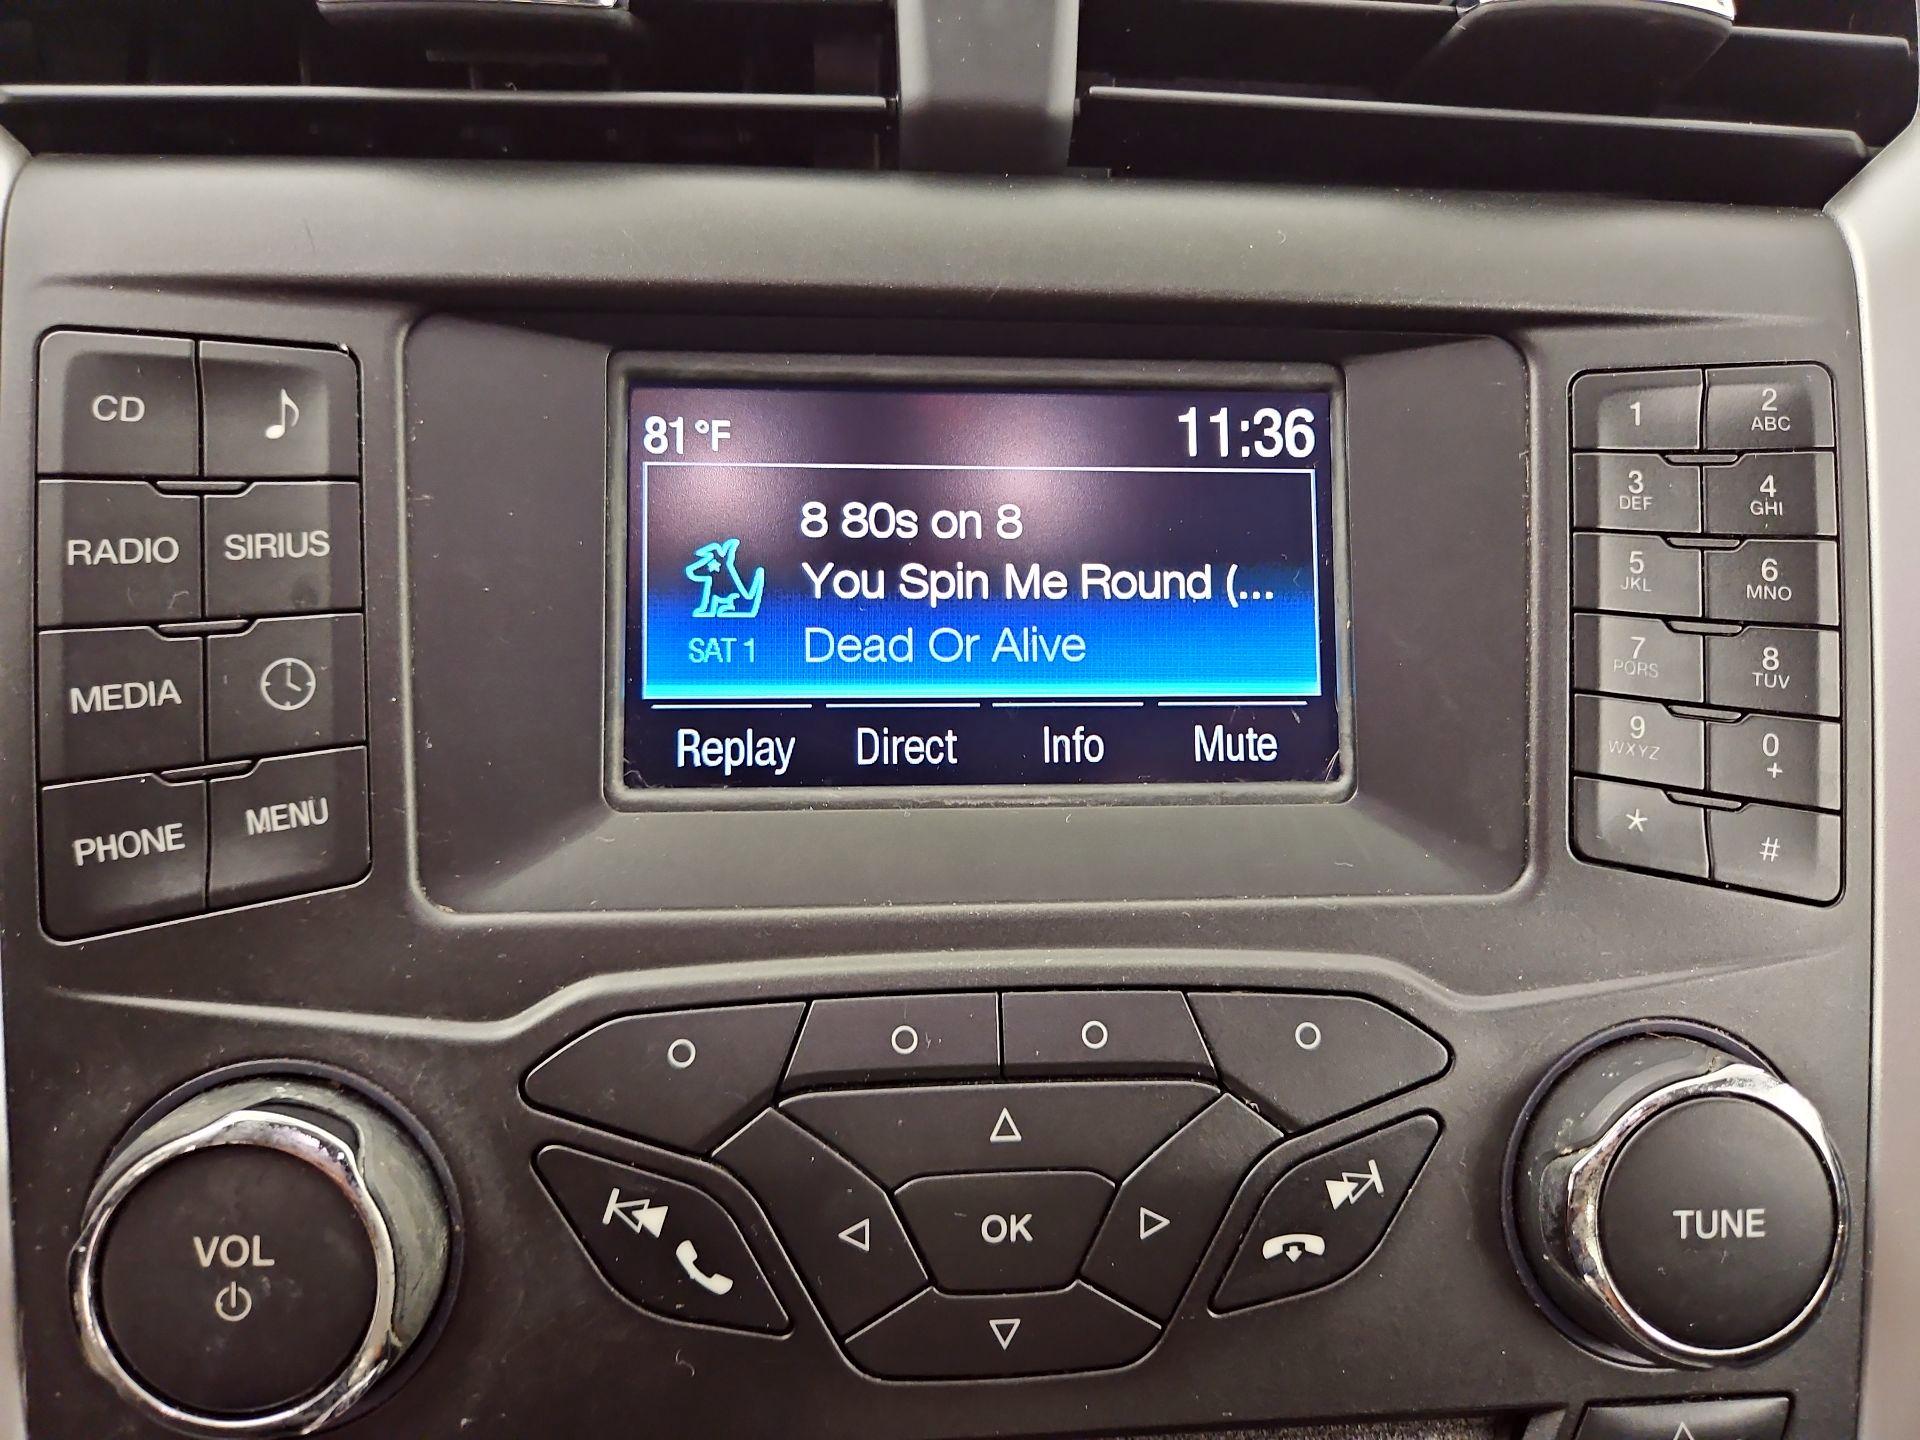 81°F
11:36
8 80s on 8
You Spin Me Round (...
SAT 1
Dead Or Alive
Replay
Direct
Info
Mute
CD
RADIO
SIRIUS
MEDIA
PHONE
MENU
1
2
ABC
3
DEF
4
GHI
5
JKL
6
MNO
7
PQRS
8
TUV
9
WXYZ
0
+
*
#
VOL
OK
TUNE